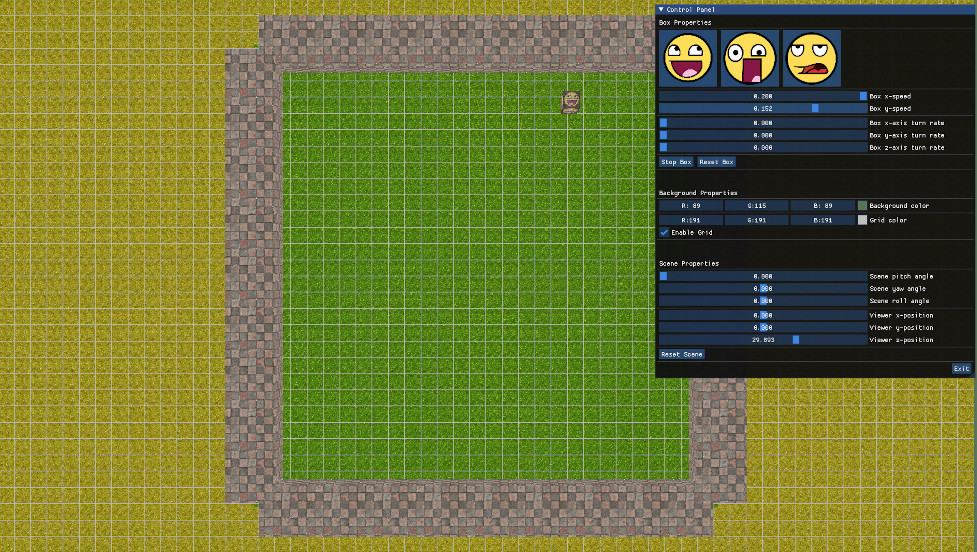 Control Panel
Box Properties
0.200 Box x-speed
0.152 Box y-speed
0.000 Box x-axis turn rate
0.000 Box y-axis turn rate
0.000 Box z-axis turn rate
Stop Box Reset Box
Background Properties
R: 89 G:115 B: 89 Background color
R:191 G:191 B:191 Grid color
Enable Grid
Scene Properties
0.000 Scene pitch angle
0.000 Scene yaw angle
0.000 Scene roll angle
0.000 Viewer x-position
0.000 Viewer y-position
29.893 Viewer z-position
Reset Scene
Exit